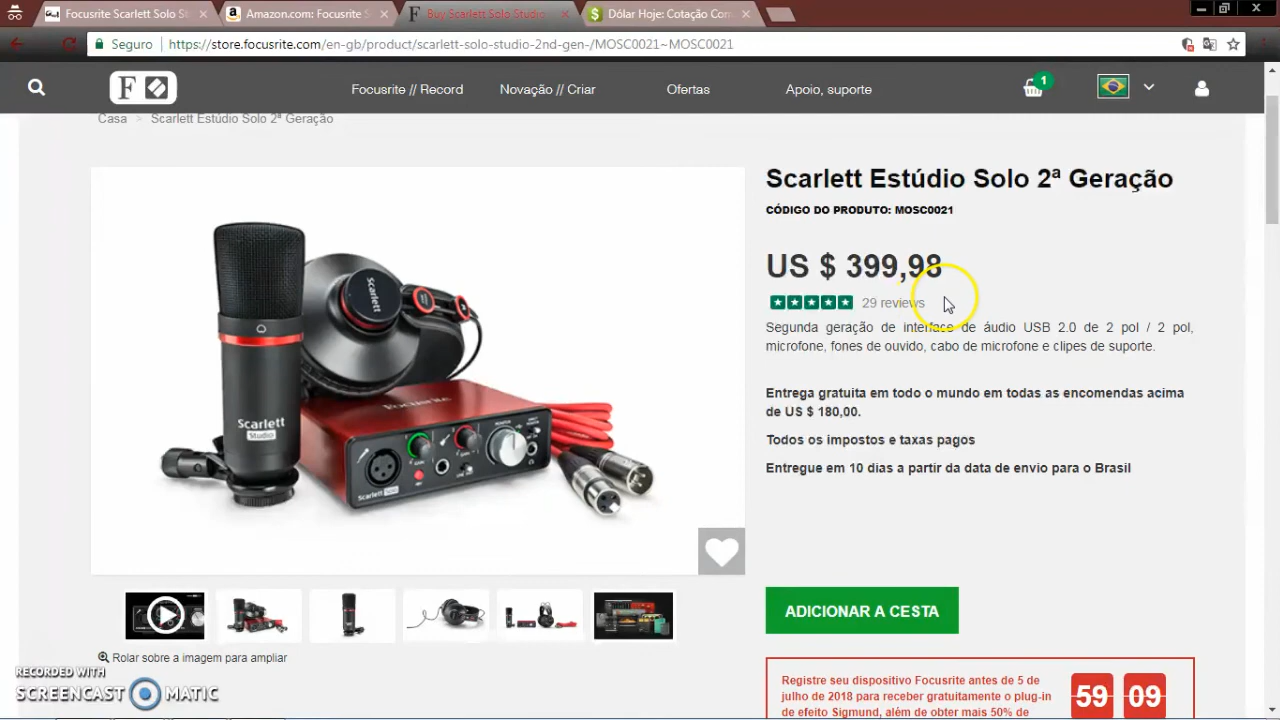 Focusrite Scarlett Solo St
Amazon.com: Focusrite S
Buy Scarlett Solo Studio
Dólar Hoje: Cotação Com
Seguro
https://store.focusrite.com/en-gb/product/scarlett-solo-studio-2nd-gen-/MOSC0021~MOSC0021
F
Focusrite // Record
Novação // Criar
Ofertas
Apoio, suporte
1
Casa > Scarlett Estúdio Solo 2ª Geração
Scarlett Estúdio Solo 2ª Geração
CÓDIGO DO PRODUTO: MOSC0021
US $ 399,98
29 reviews
Segunda geração de interface de áudio USB 2.0 de 2 pol / 2 pol,
microfone, fones de ouvido, cabo de microfone e clipes de suporte.
Entrega gratuita em todo o mundo em todas as encomendas acima
de US $ 180,00.
Todos os impostos e taxas pagos
Entregue em 10 dias a partir da data de envio para o Brasil
Scarlett
Scarlett
Studio
Focusrite
Scarlett Solo
ADICIONAR A CESTA
Rolar sobre a imagem para ampliar
Registre seu dispositivo Focusrite antes de 5 de
julho de 2018 para receber gratuitamente o plug-in
de efeito Sigmund, além de obter mais 50% de
59 09
RECORDED WITH
SCREENCAST MATIC